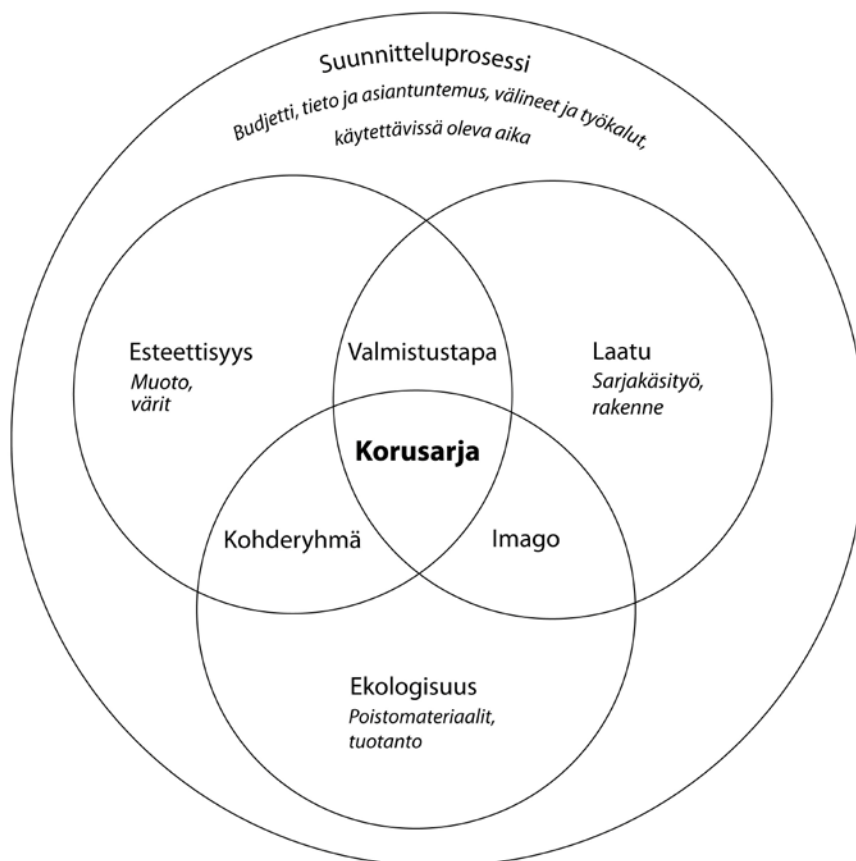 Suunnitteluprosessi
Budjetti, tieto ja asiantuntemus, välineet ja työkalut,
käytettävissä oleva aika
Esteettisyys
Muoto,
värit
Valmistustapa
Laatu
Sarjakäsityö,
rakenne
Korusarja
Kohderyhmä
Imago
Ekologisuus
Poistomateriaalit,
tuotanto